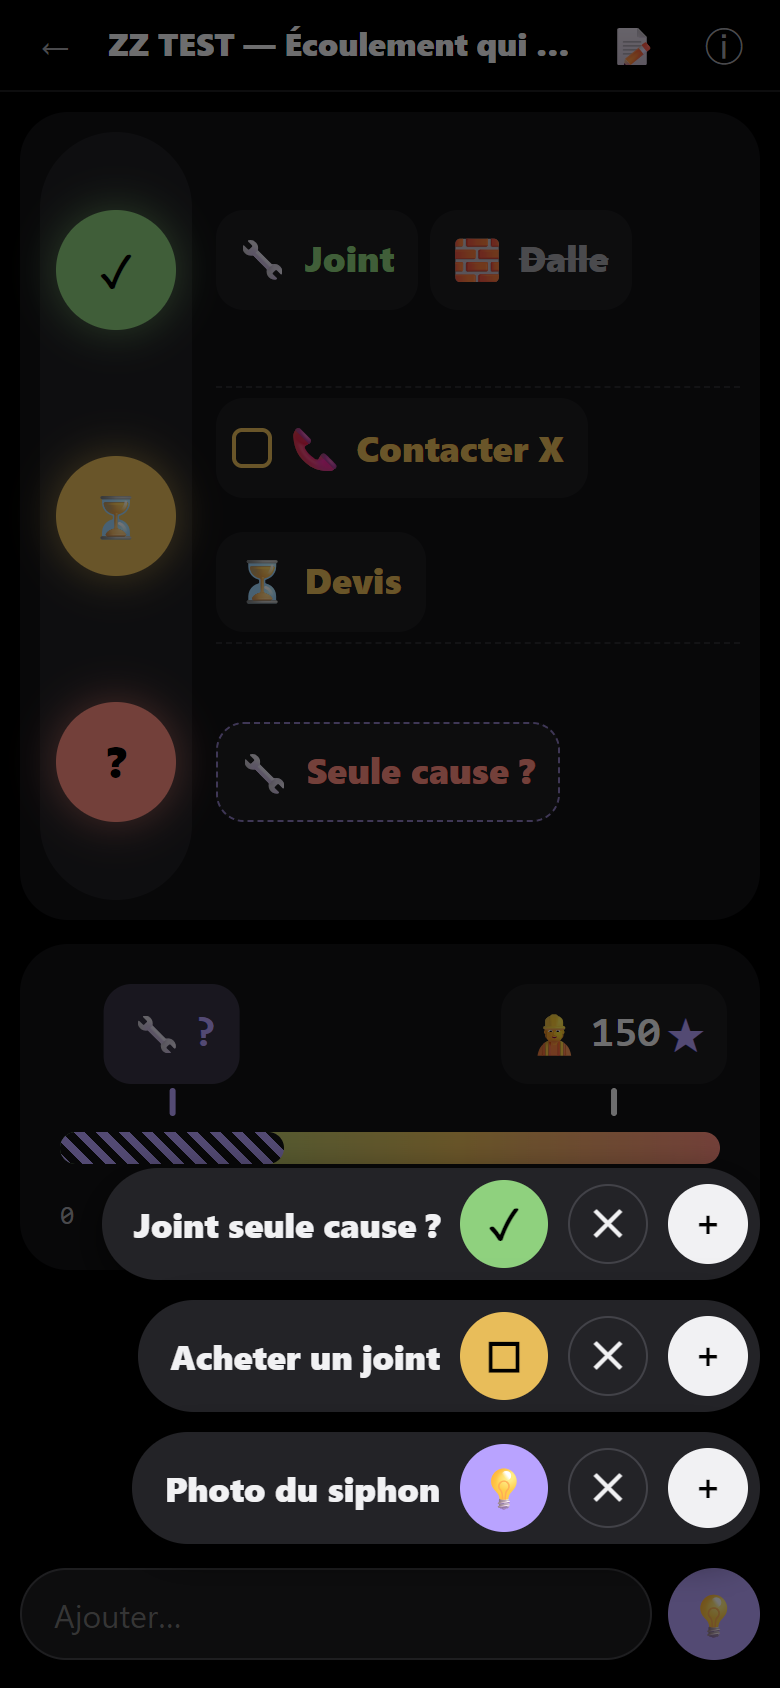 ← ZZ TEST — Écoulement qui ... 📝 ⓘ
✓ 🔧 Joint 🧱 Dalle
☐ 📞 Contacter X
⏳ ⏳ Devis
? 🔧 Seule cause ?
🔧 ? 👷 150★
0
Joint seule cause ? ✓ ✕ +
Acheter un joint ☐ ✕ +
Photo du siphon 💡 ✕ +
Ajouter... 💡